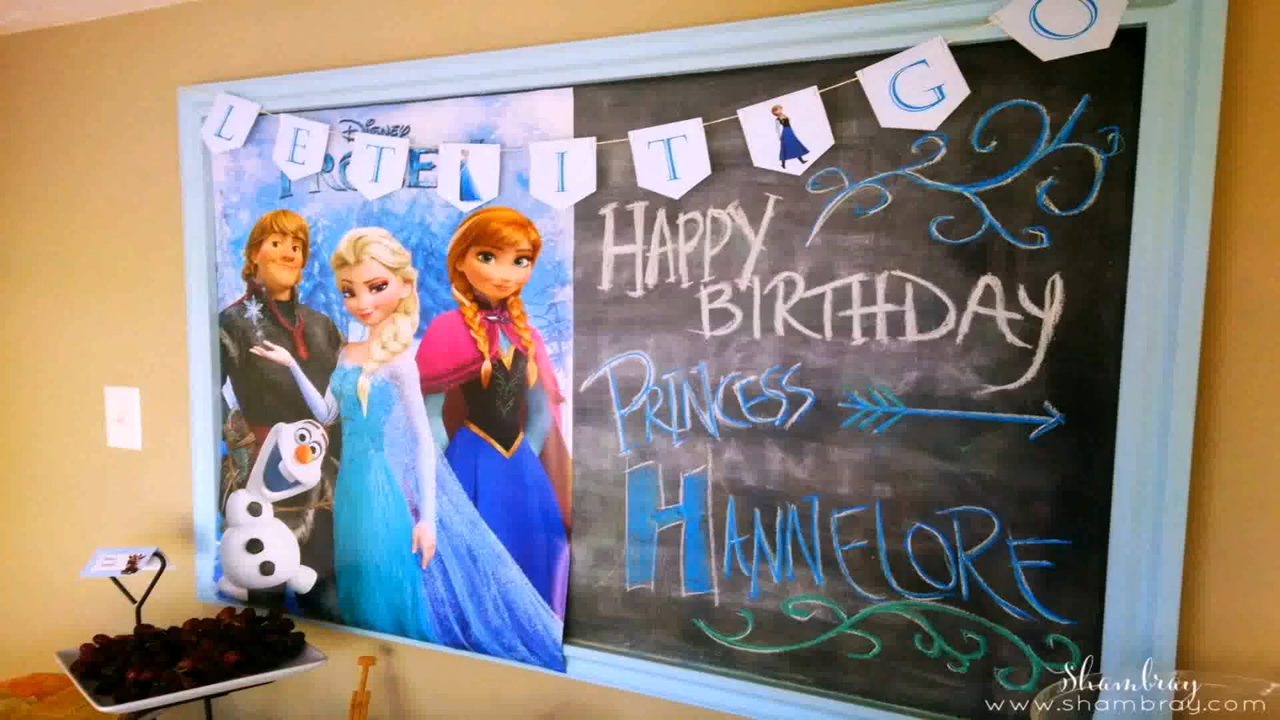 LET IT GO
DISNEY
FROZEN
HAPPY
BIRTHDAY
PRINCESS
HANNELORE
Shambray
www.shambray.com